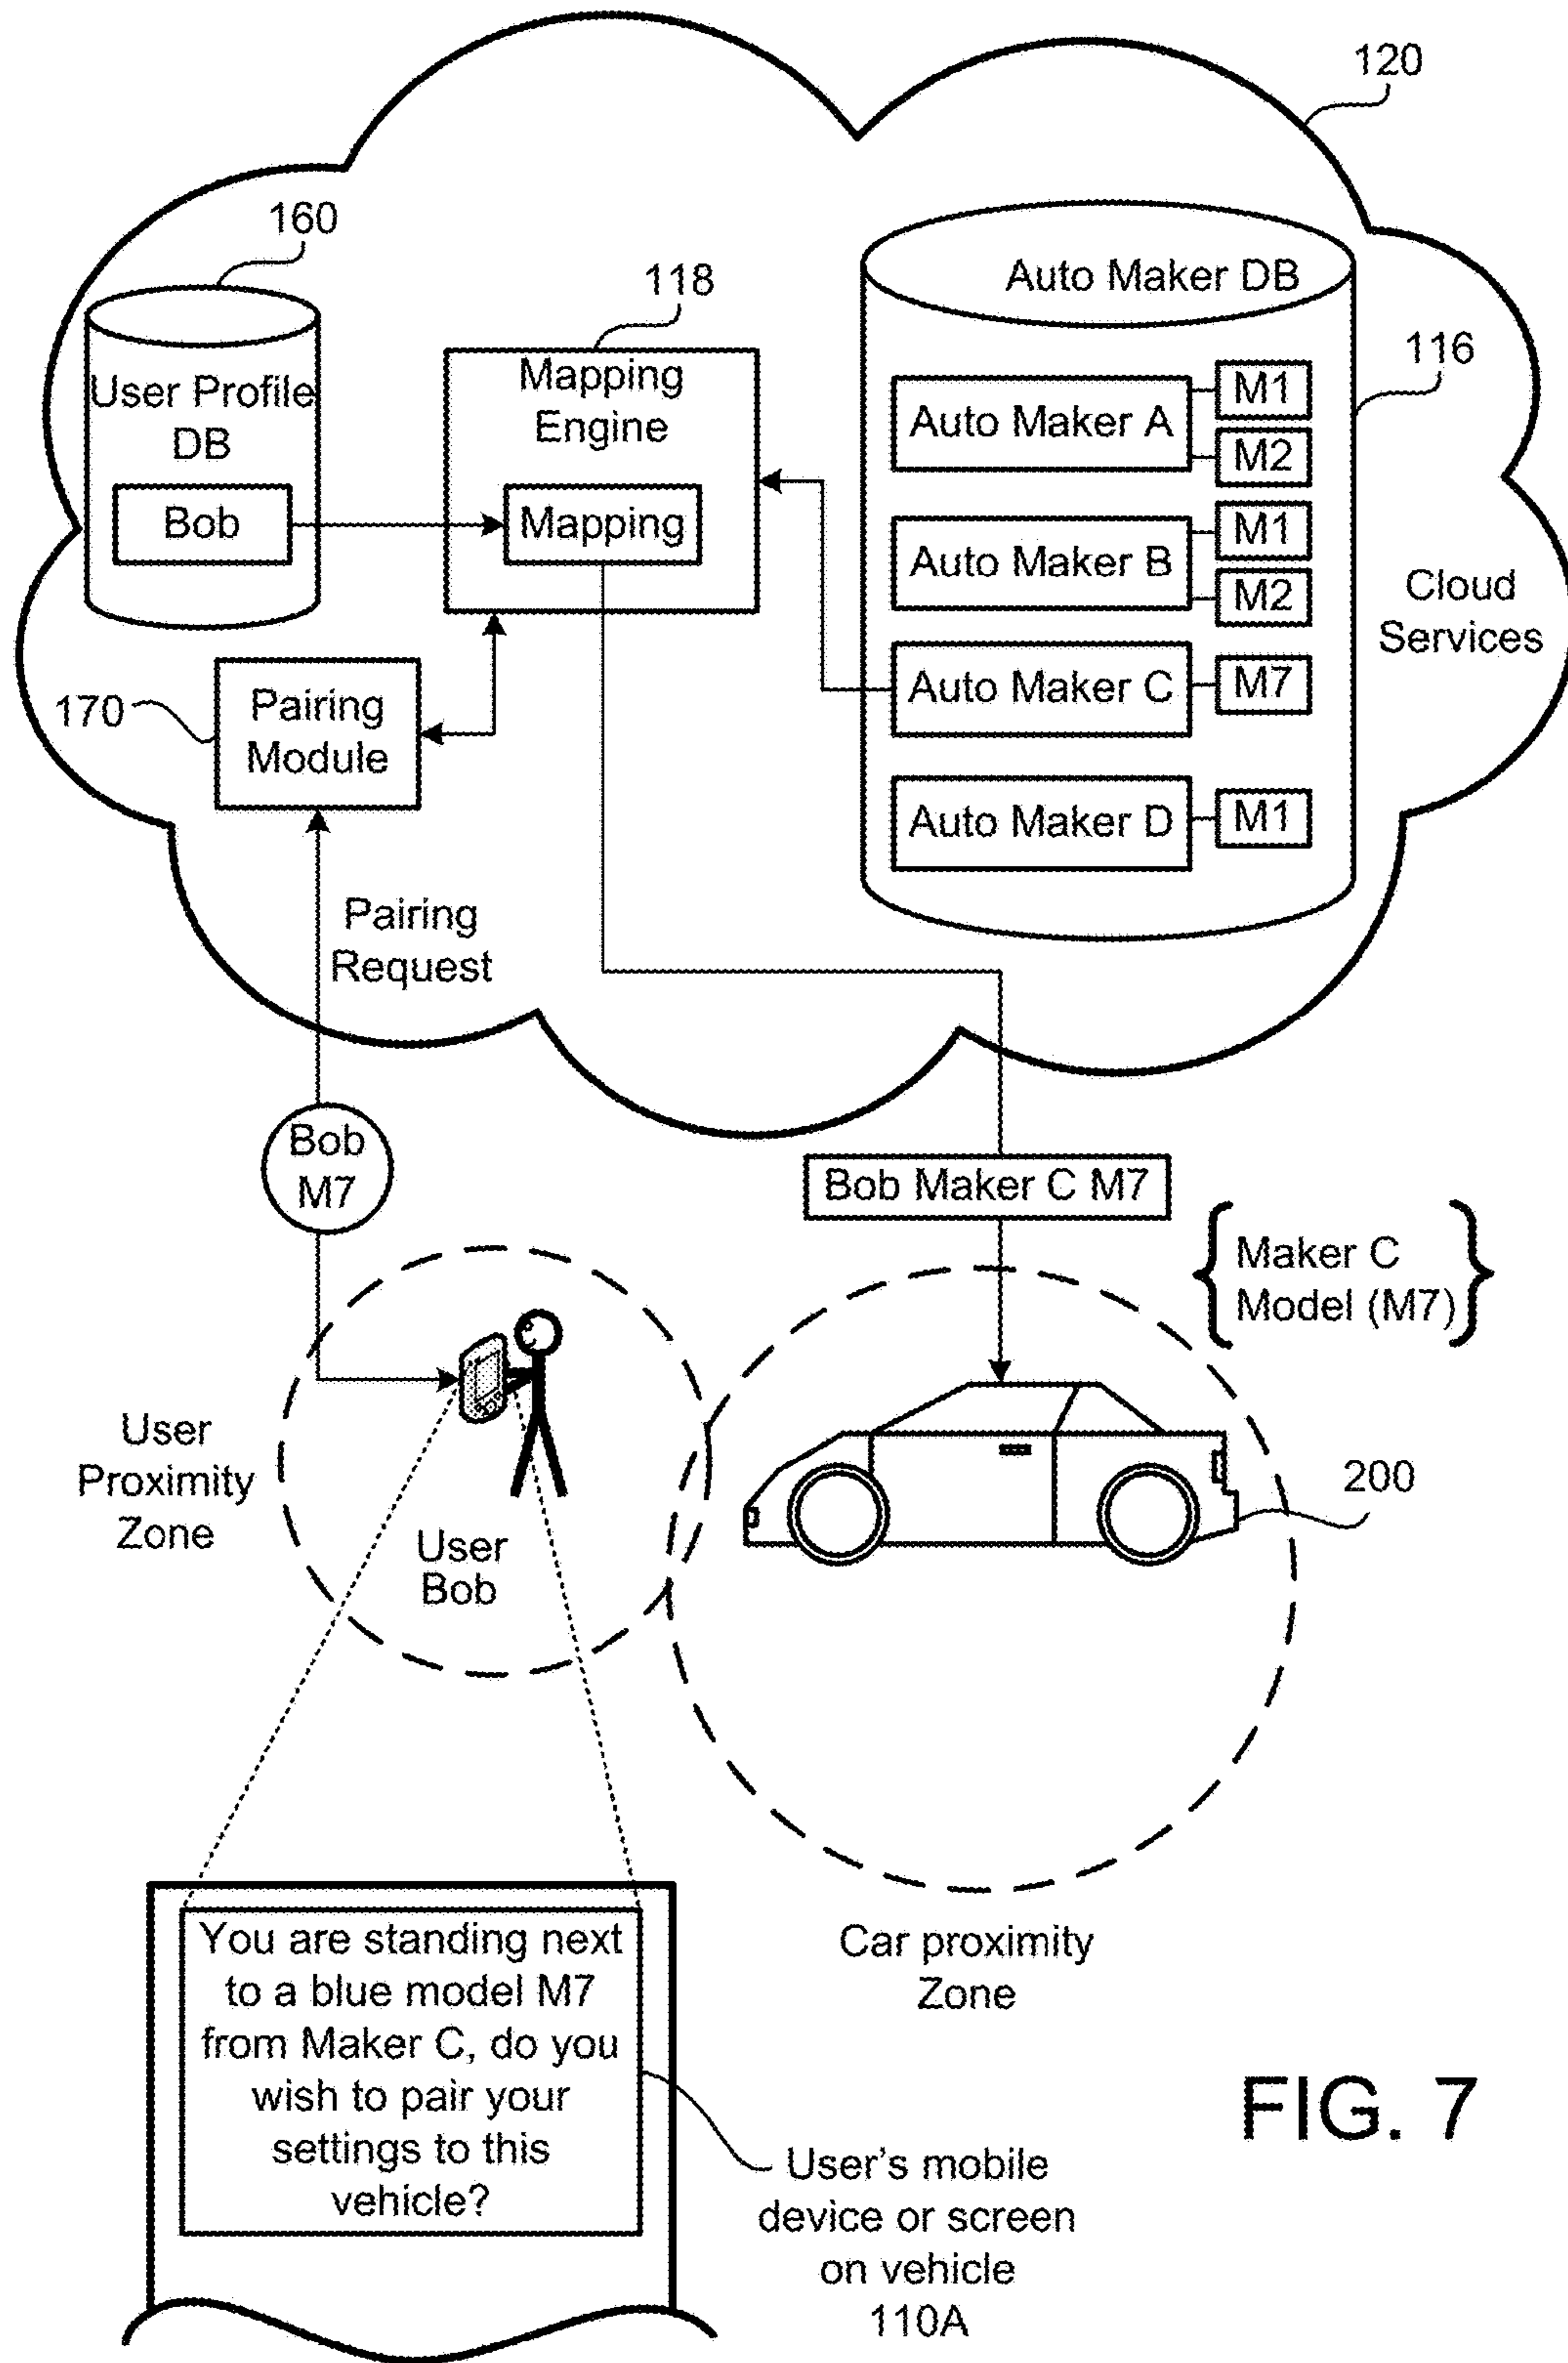 120
160
118
Auto Maker DB
116
User Profile
DB
Bob
Mapping
Engine
Mapping
Auto Maker A
M1
M2
Auto Maker B
M1
M2
Auto Maker C
M7
Auto Maker D
M1
Cloud
Services
170
Pairing
Module
Pairing
Request
Bob
M7
Bob Maker C M7
Maker C
Model (M7)
User
Proximity
Zone
User
Bob
200
Car proximity
Zone
You are standing next
to a blue model M7
from Maker C, do you
wish to pair your
settings to this
vehicle?
User's mobile
device or screen
on vehicle
110A
FIG. 7